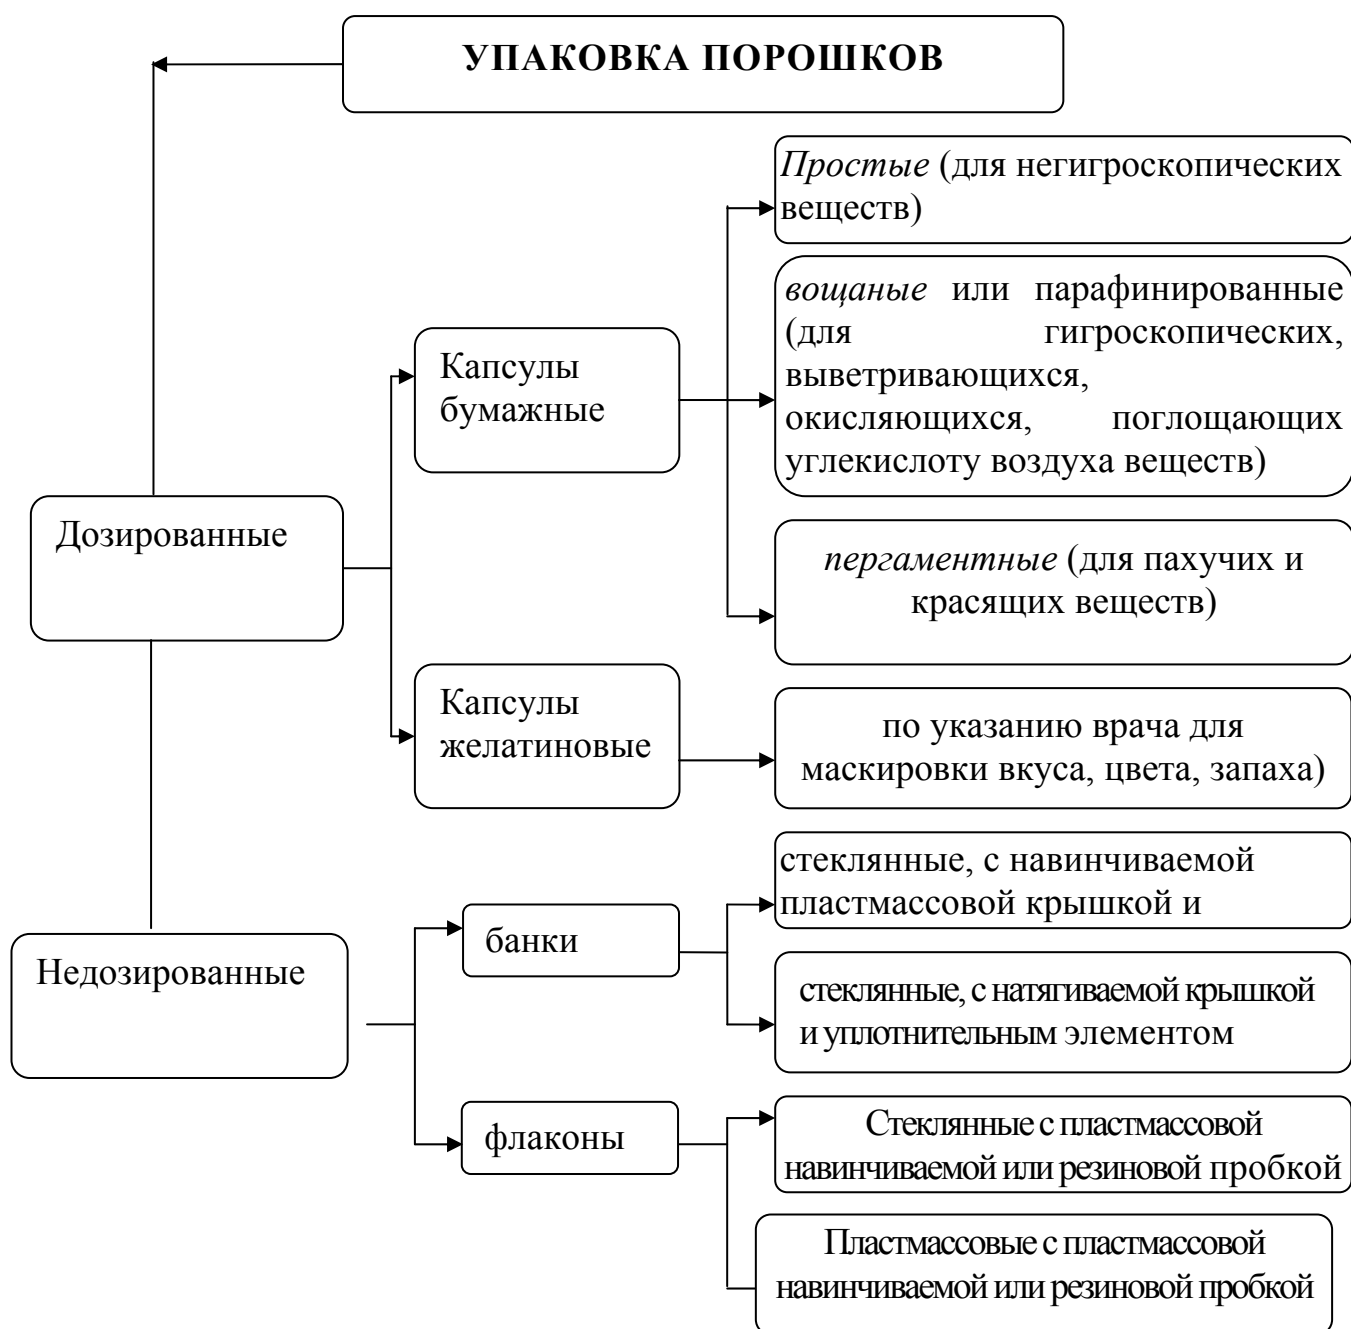 УПАКОВКА ПОРОШКОВ
Простые (для негигроскопических
веществ)
вощаные или парафинированные
(для гигроскопических,
выветривающихся,
окисляющихся, поглощающих
углекислоту воздуха веществ)
Капсулы
бумажные
Дозированные
пергаментные (для пахучих и
красящих веществ)
Капсулы
желатиновые
по указанию врача для
маскировки вкуса, цвета, запаха)
стеклянные, с навинчиваемой
пластмассовой крышкой и
банки
Недозированные
стеклянные, с натягиваемой крышкой
и уплотнительным элементом
флаконы
Стеклянные с пластмассовой
навинчиваемой или резиновой пробкой
Пластмассовые с пластмассовой
навинчиваемой или резиновой пробкой